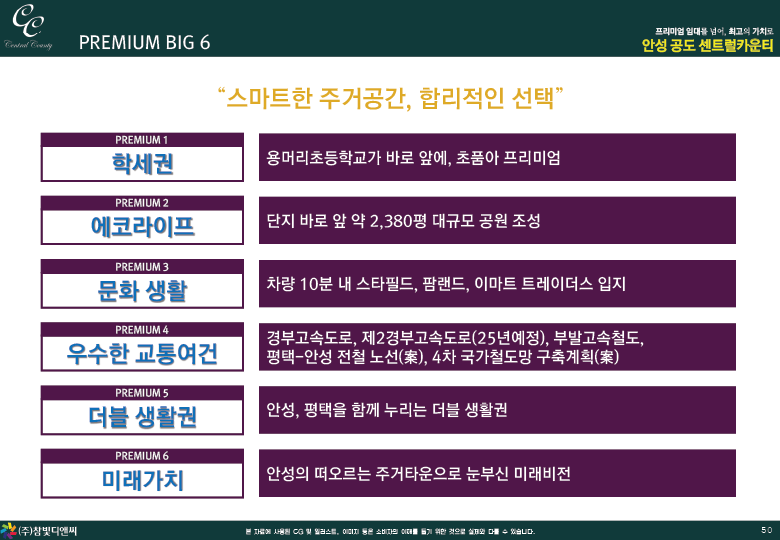 CC
Central County
PREMIUM BIG 6
프리미엄 임대를 넘어, 최고의 가치로
안성 공도 센트럴카운티
“스마트한 주거공간, 합리적인 선택”
PREMIUM 1
학세권
용머리초등학교가 바로 앞에, 초품아 프리미엄
PREMIUM 2
에코라이프
단지 바로 앞 약 2,380평 대규모 공원 조성
PREMIUM 3
문화 생활
차량 10분 내 스타필드, 팜랜드, 이마트 트레이더스 입지
PREMIUM 4
우수한 교통여건
경부고속도로, 제2경부고속도로(25년예정), 부발고속철도,
평택-안성 전철 노선(案), 4차 국가철도망 구축계획(案)
PREMIUM 5
더블 생활권
안성, 평택을 함께 누리는 더블 생활권
PREMIUM 6
미래가치
안성의 떠오르는 주거타운으로 눈부신 미래비전
(주)참빛디앤씨
본 자료에 사용된 CG 및 일러스트, 이미지 등은 소비자의 이해를 돕기 위한 것으로 실제와 다를 수 있습니다.
50